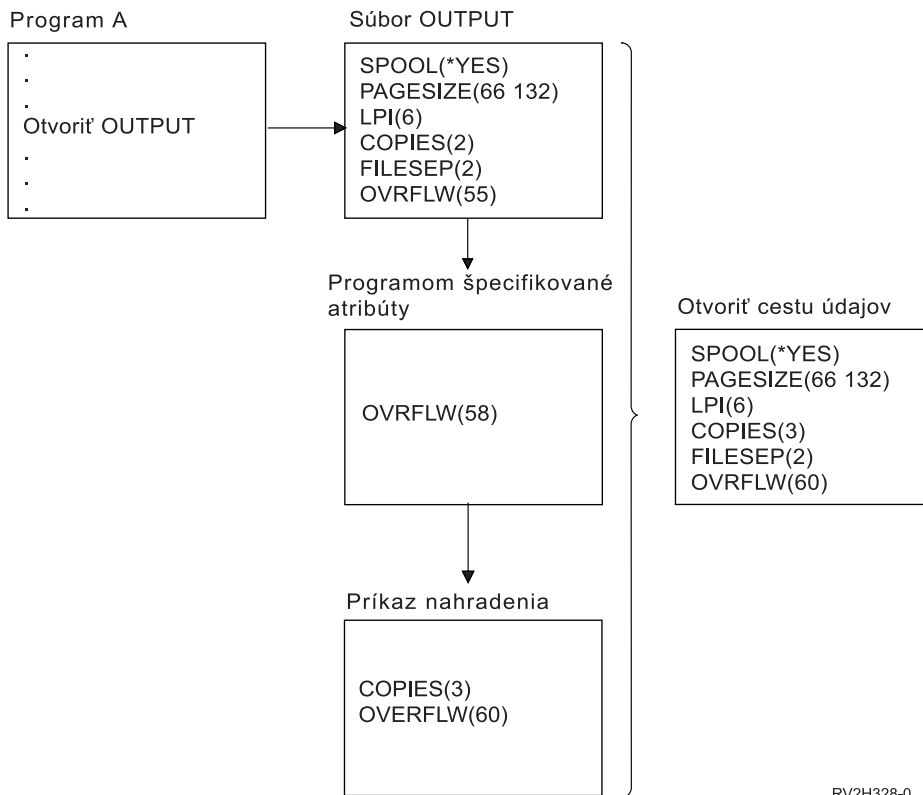 Program A
.
.
.
Otvoriť OUTPUT
.
.
.
Súbor OUTPUT
SPOOL(*YES)
PAGESIZE(66 132)
LPI(6)
COPIES(2)
FILESEP(2)
OVRFLW(55)
Programom špecifikované
atribúty
OVRFLW(58)
Príkaz nahradenia
COPIES(3)
OVERFLW(60)
Otvoriť cestu údajov
SPOOL(*YES)
PAGESIZE(66 132)
LPI(6)
COPIES(3)
FILESEP(2)
OVRFLW(60)
RV2H328-0